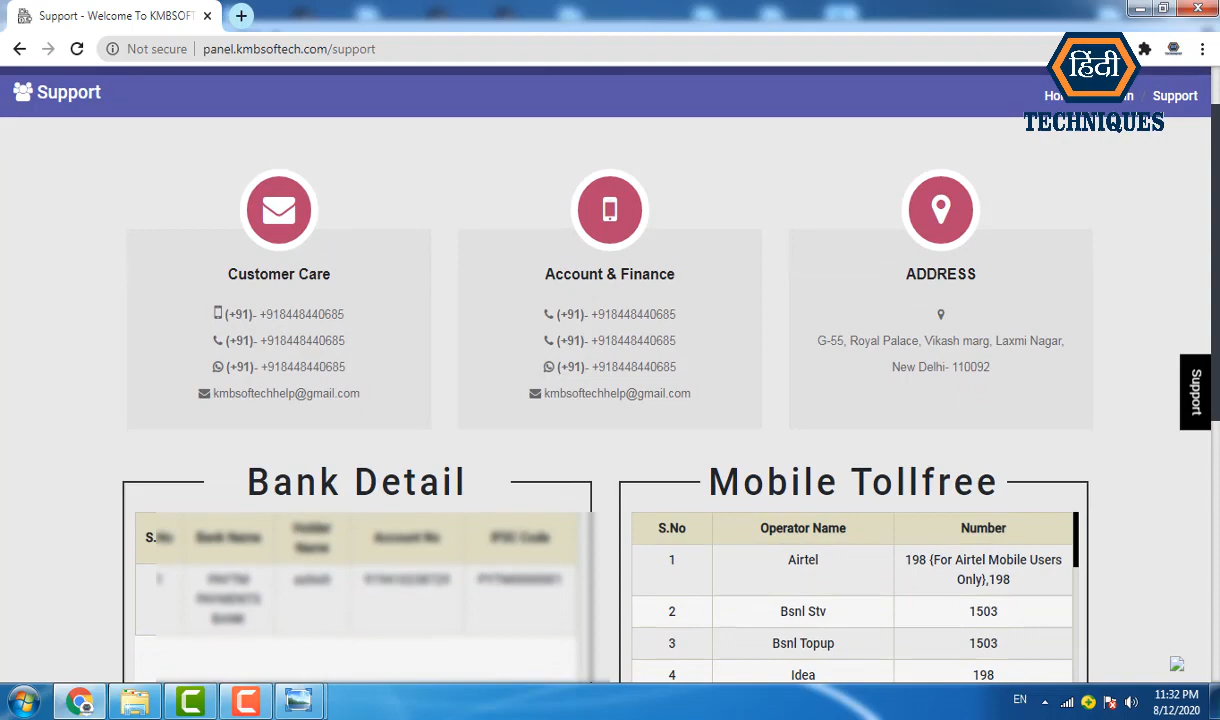 Support - Welcome To KMBSOFT
Not secure | panel.kmbsoftech.com/support
हिंदी
TECHNIQUES
Support
Support
Customer Care
(+91)- +918448440685
(+91)- +918448440685
(+91)- +918448440685
kmbsoftechhelp@gmail.com
Account & Finance
(+91)- +918448440685
(+91)- +918448440685
(+91)- +918448440685
kmbsoftechhelp@gmail.com
ADDRESS
G-55, Royal Palace, Vikash marg, Laxmi Nagar,
New Delhi- 110092
Support
Bank Detail
Mobile Tollfree
S.No Operator Name Number
1 Airtel 198 {For Airtel Mobile Users
Only},198
2 Bsnl Stv 1503
3 Bsnl Topup 1503
4 Idea 198
EN
11:32 PM
8/12/2020